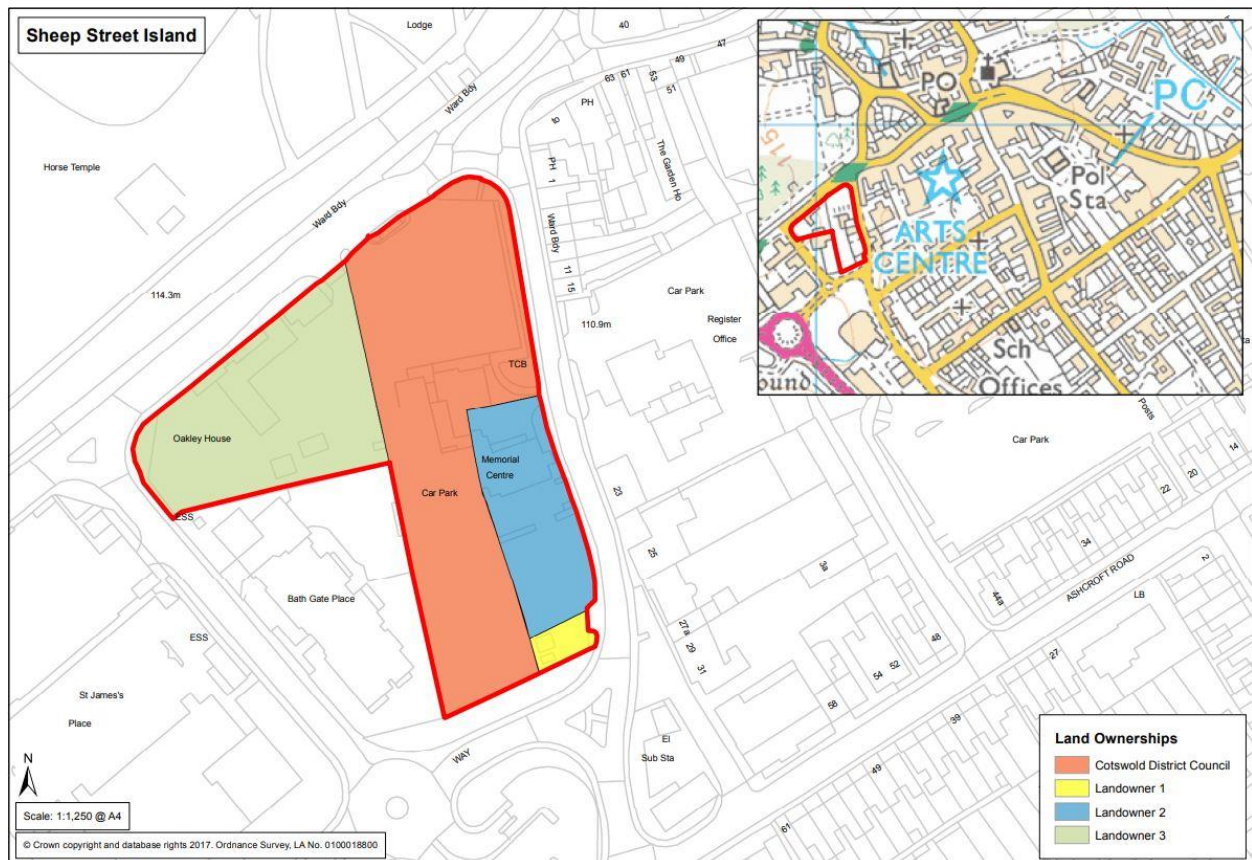 Sheep Street Island
Lodge
40
47
49
63
61
53
51
Ward Bdy
PH
Horse Temple
PH
1
The Garden Ho
Ward Bdy
Ward Bdy
11
15
114.3m
110.9m
Car Park
Register
Office
TCB
Oakley House
Memorial
Centre
Car Park
Car Park
ESS
23
25
3a
Bath Gate Place
ESS
St James's
Place
27a
29
31
48
52
54
58
44a
34
22
20
14
2
ASHCROFT ROAD
LB
27
39
49
61
WAY
El
Sub Sta
Posts
PO
PC
Pol
Sta
115
ARTS
CENTRE
Sch
Offices
ound
N
Scale: 1:1,250 @ A4
© Crown copyright and database rights 2017. Ordnance Survey, LA No. 0100018800
Land Ownerships
Cotswold District Council
Landowner 1
Landowner 2
Landowner 3